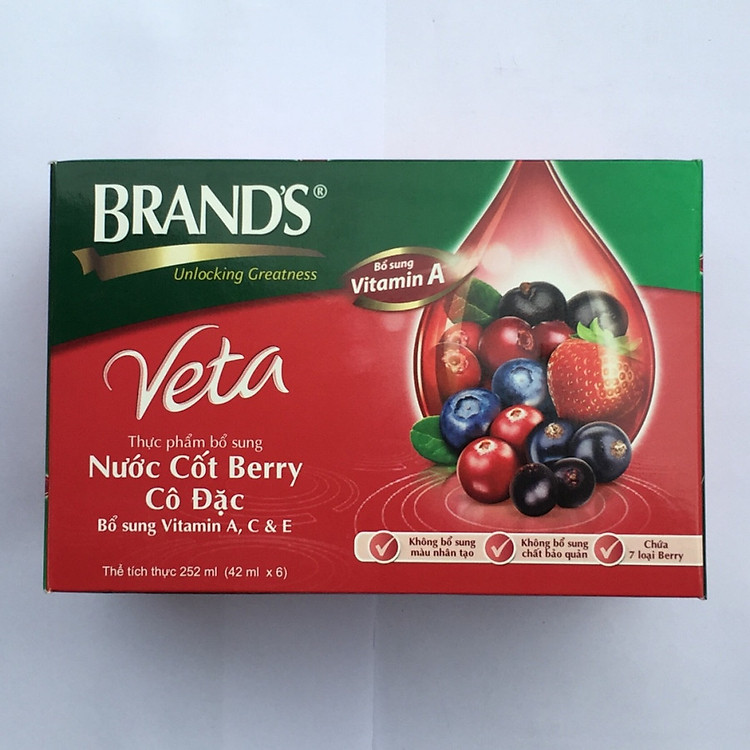 BRAND'S®
Unlocking Greatness
Bổ sung
Vitamin A
Veta
Thực phẩm bổ sung
Nước Cốt Berry
Cô Đặc
Bổ sung Vitamin A, C & E
Không bổ sung
màu nhân tạo
Không bổ sung
chất bảo quản
Chứa
7 loại Berry
Thể tích thực 252 ml (42 ml x 6)